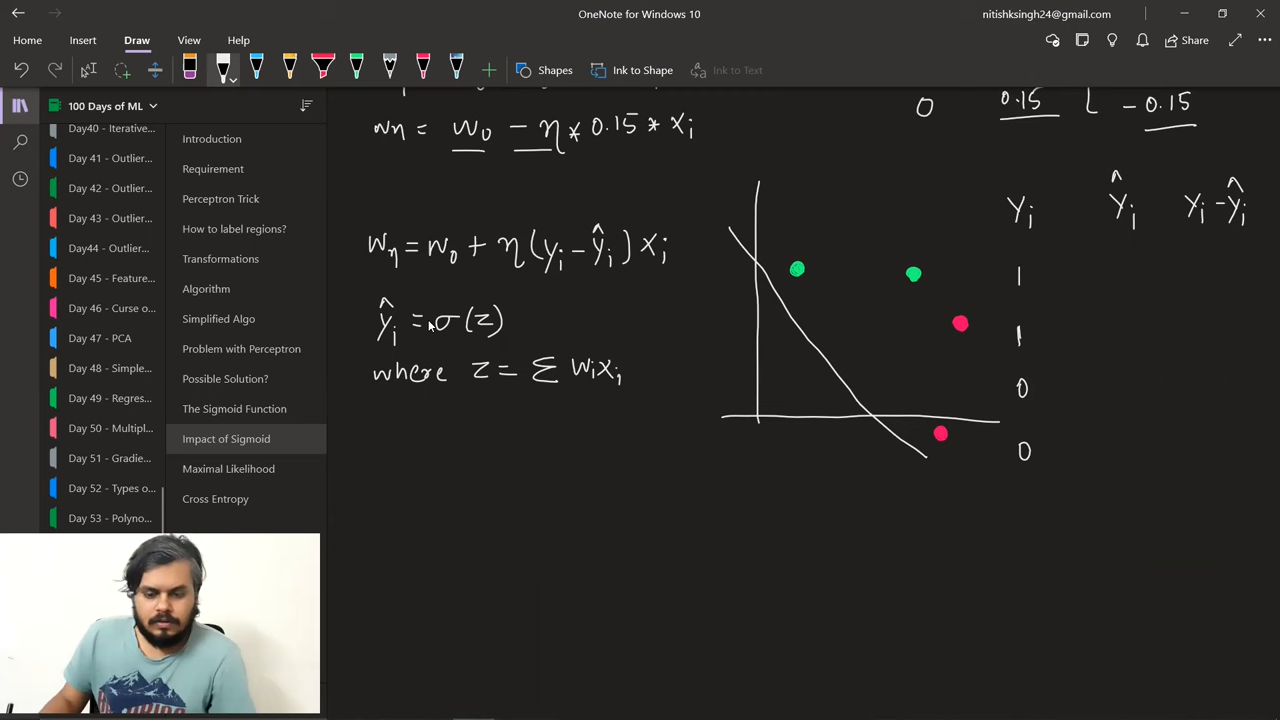 OneNote for Windows 10
nitishksingh24@gmail.com
Home
Insert
Draw
View
Help
Share
Shapes
Ink to Shape
Ink to Text
100 Days of ML
Day40 - Iterative...
Day 41 - Outlier...
Day 42 - Outlier...
Day 43 - Outlier...
Day44 - Outlier...
Day 45 - Feature...
Day 46 - Curse o...
Day 47 - PCA
Day 48 - Simple...
Day 49 - Regres...
Day 50 - Multipl...
Day 51 - Gradie...
Day 52 - Types o...
Day 53 - Polyno...
Introduction
Requirement
Perceptron Trick
How to label regions?
Transformations
Algorithm
Simplified Algo
Problem with Perceptron
Possible Solution?
The Sigmoid Function
Impact of Sigmoid
Maximal Likelihood
Cross Entropy
wη = w0 - η * 0.15 * xi
0 0.15 - 0.15
wη = w0 + η(yi - ŷi) xi
ŷi = σ(z)
where z = Σ wixi
Yi Ŷi Yi - Ŷi
1
1
0
0